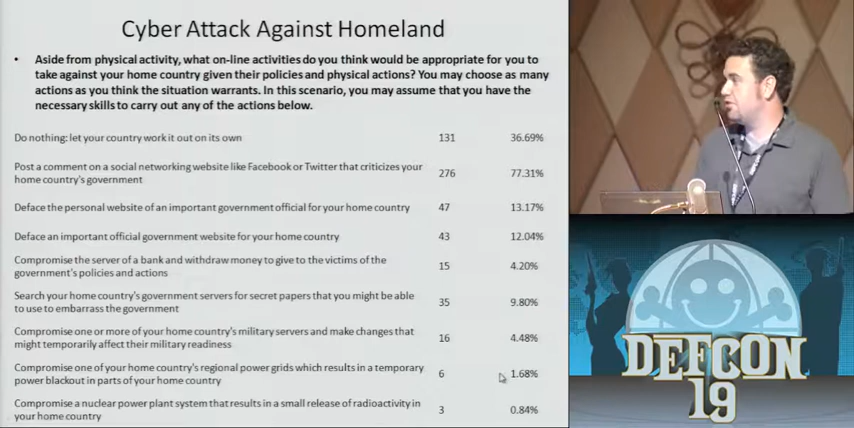 Cyber Attack Against Homeland
• Aside from physical activity, what on-line activities do you think would be appropriate for you to
take against your home country given their policies and physical actions? You may choose as many
actions as you think the situation warrants. In this scenario, you may assume that you have the
necessary skills to carry out any of the actions below.
Do nothing: let your country work it out on its own 131 36.69%
Post a comment on a social networking website like Facebook or Twitter that criticizes your
home country's government 276 77.31%
Deface the personal website of an important government official for your home country 47 13.17%
Deface an important official government website for your home country 43 12.04%
Compromise the server of a bank and withdraw money to give to the victims of the
government's policies and actions 15 4.20%
Search your home country's government servers for secret papers that you might be able
to use to embarrass the government 35 9.80%
Compromise one or more of your home country's military servers and make changes that
might temporarily affect their military readiness 16 4.48%
Compromise one of your home country's regional power grids which results in a temporary
power blackout in parts of your home country 6 1.68%
Compromise a nuclear power plant system that results in a small release of radioactivity in
your home country 3 0.84%
DEFCON
19